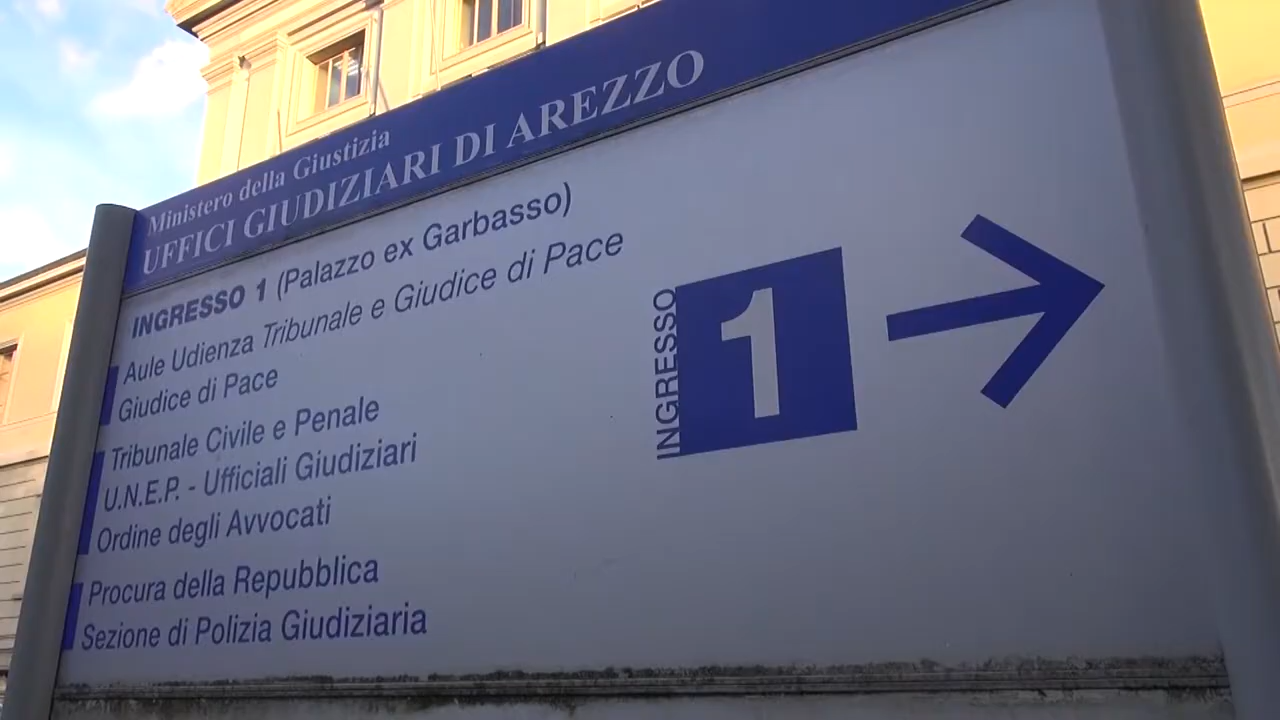 Ministero della Giustizia
UFFICI GIUDIZIARI DI AREZZO
INGRESSO 1 (Palazzo ex Garbasso)
Aule Udienza Tribunale e Giudice di Pace
Giudice di Pace
Tribunale Civile e Penale
U.N.E.P. - Ufficiali Giudiziari
Ordine degli Avvocati
Procura della Repubblica
Sezione di Polizia Giudiziaria
INGRESSO
1